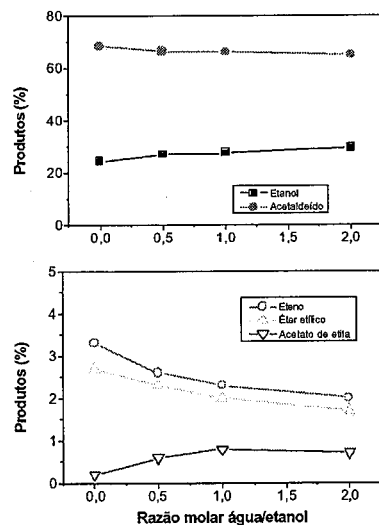 80
60
40
20
0
Produtos (%)
Etanol
Acetaldeído
0,0 0,5 1,0 1,5 2,0
5
4
3
2
1
0
Produtos (%)
Eteno
Éter etílico
Acetato de etila
0,0 0,5 1,0 1,5 2,0
Razão molar água/etanol